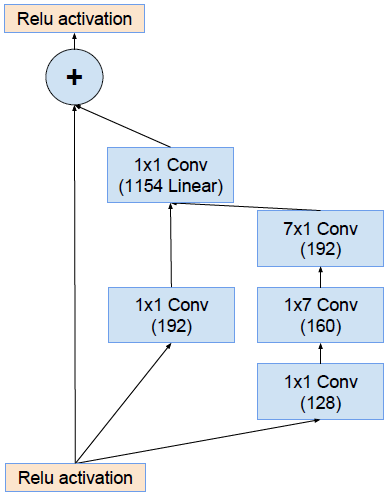 Relu activation
+
1x1 Conv
(1154 Linear)
7x1 Conv
(192)
1x1 Conv
(192)
1x7 Conv
(160)
1x1 Conv
(128)
Relu activation